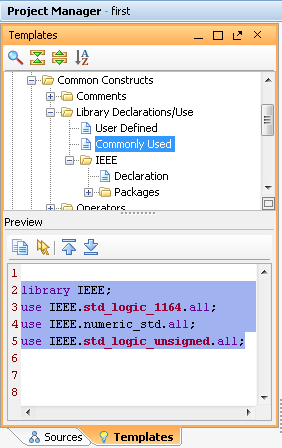 Project Manager - first
Templates
Common Constructs
Comments
Library Declarations/Use
User Defined
Commonly Used
IEEE
Declaration
Packages
Operators
Preview
1
2 library IEEE;
3 use IEEE.std_logic_1164.all;
4 use IEEE.numeric_std.all;
5 use IEEE.std_logic_unsigned.all;
6
7
8
Sources Templates